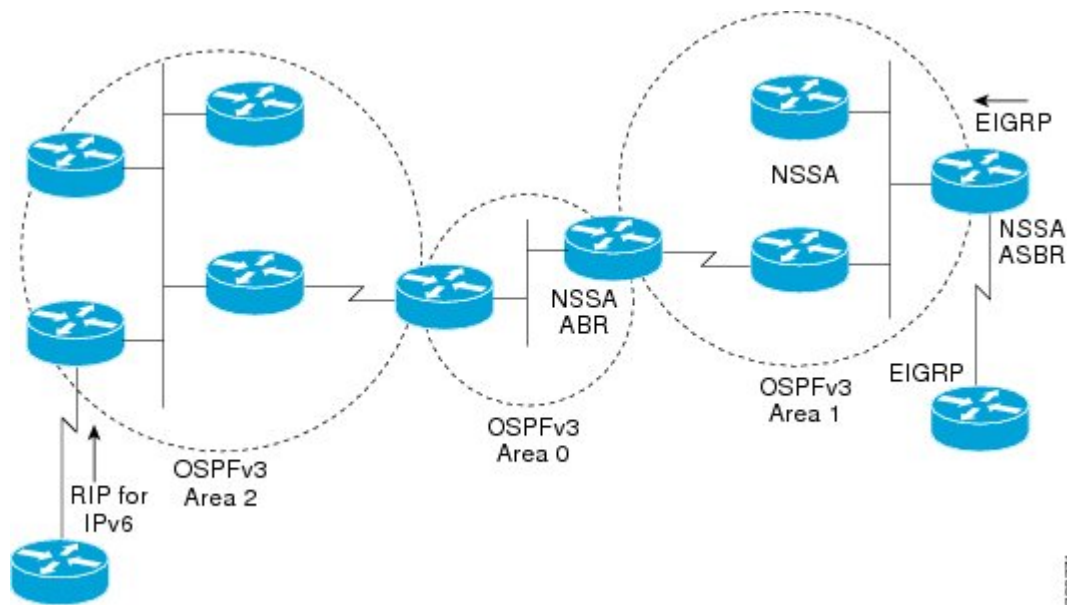 EIGRP
NSSA
NSSA
ASBR
NSSA
ABR
EIGRP
OSPFv3
Area 1
OSPFv3
Area 0
OSPFv3
Area 2
RIP for
IPv6